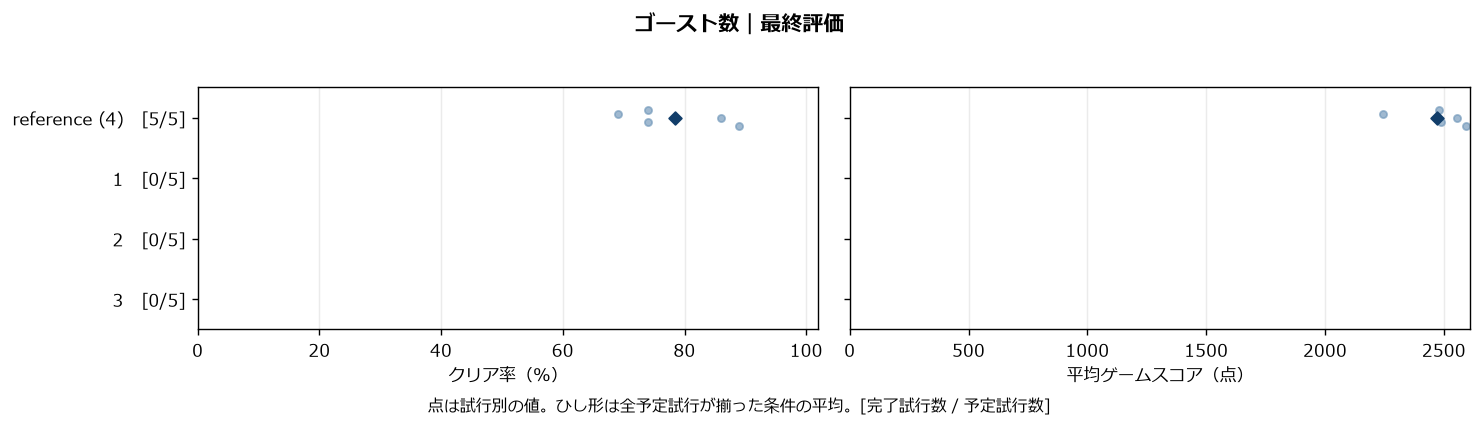 ゴースト数｜最終評価
reference (4) [5/5]
1 [0/5]
2 [0/5]
3 [0/5]
0 20 40 60 80 100
クリア率（%）
0 500 1000 1500 2000 2500
平均ゲームスコア（点）
点は試行別の値。ひし形は全予定試行が揃った条件の平均。[完了試行数 / 予定試行数]